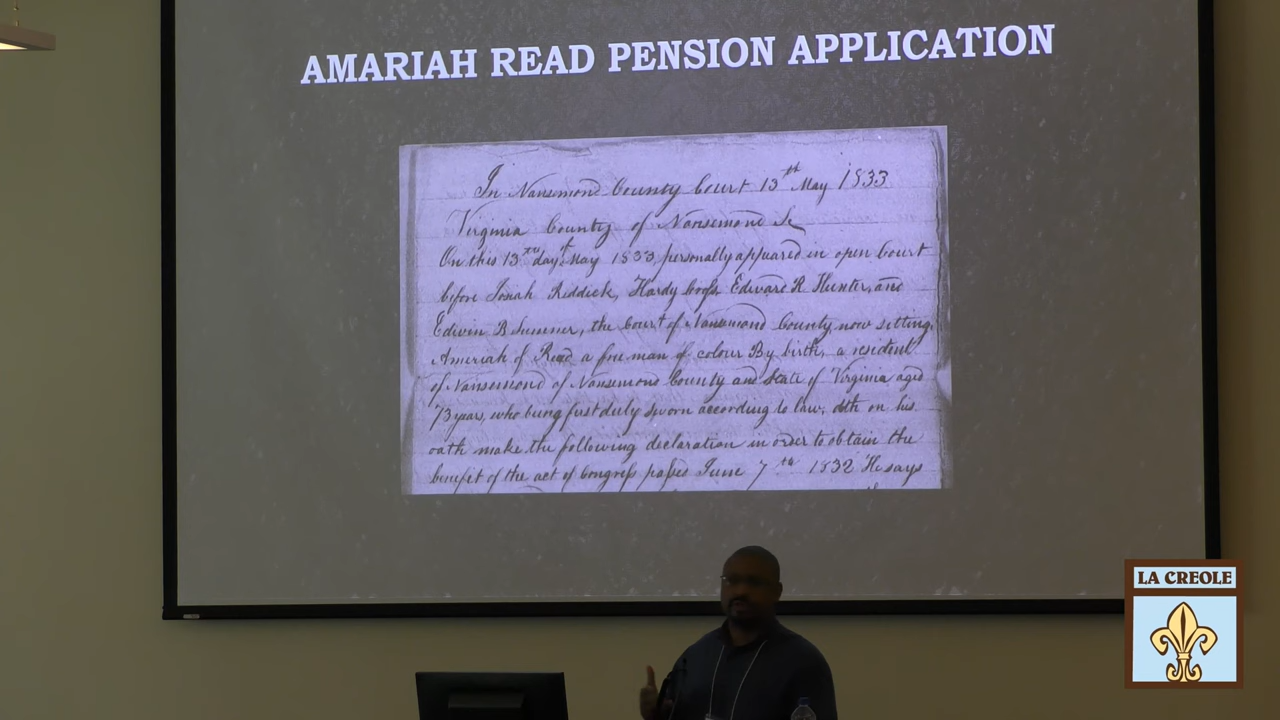 AMARIAH READ PENSION APPLICATION
In Nansemond County Court 13th May 1833
Virginia County of Nansemond Sc
On this 13th day of May 1833 personally appeared in open Court
before Josiah Riddick, Hardy Cross, Edward R Hunter, and
Edwin B Sumner, the Court of Nansemond County now sitting,
Amariah of Read a free man of colour By birth, a resident
of Nansemond of Nansemond County and State of Virginia aged
73 years, who being first duly sworn according to law, doth on his
oath make the following declaration in order to obtain the
benefit of the act of Congress passed June 7th 1832 He says
LA CREOLE